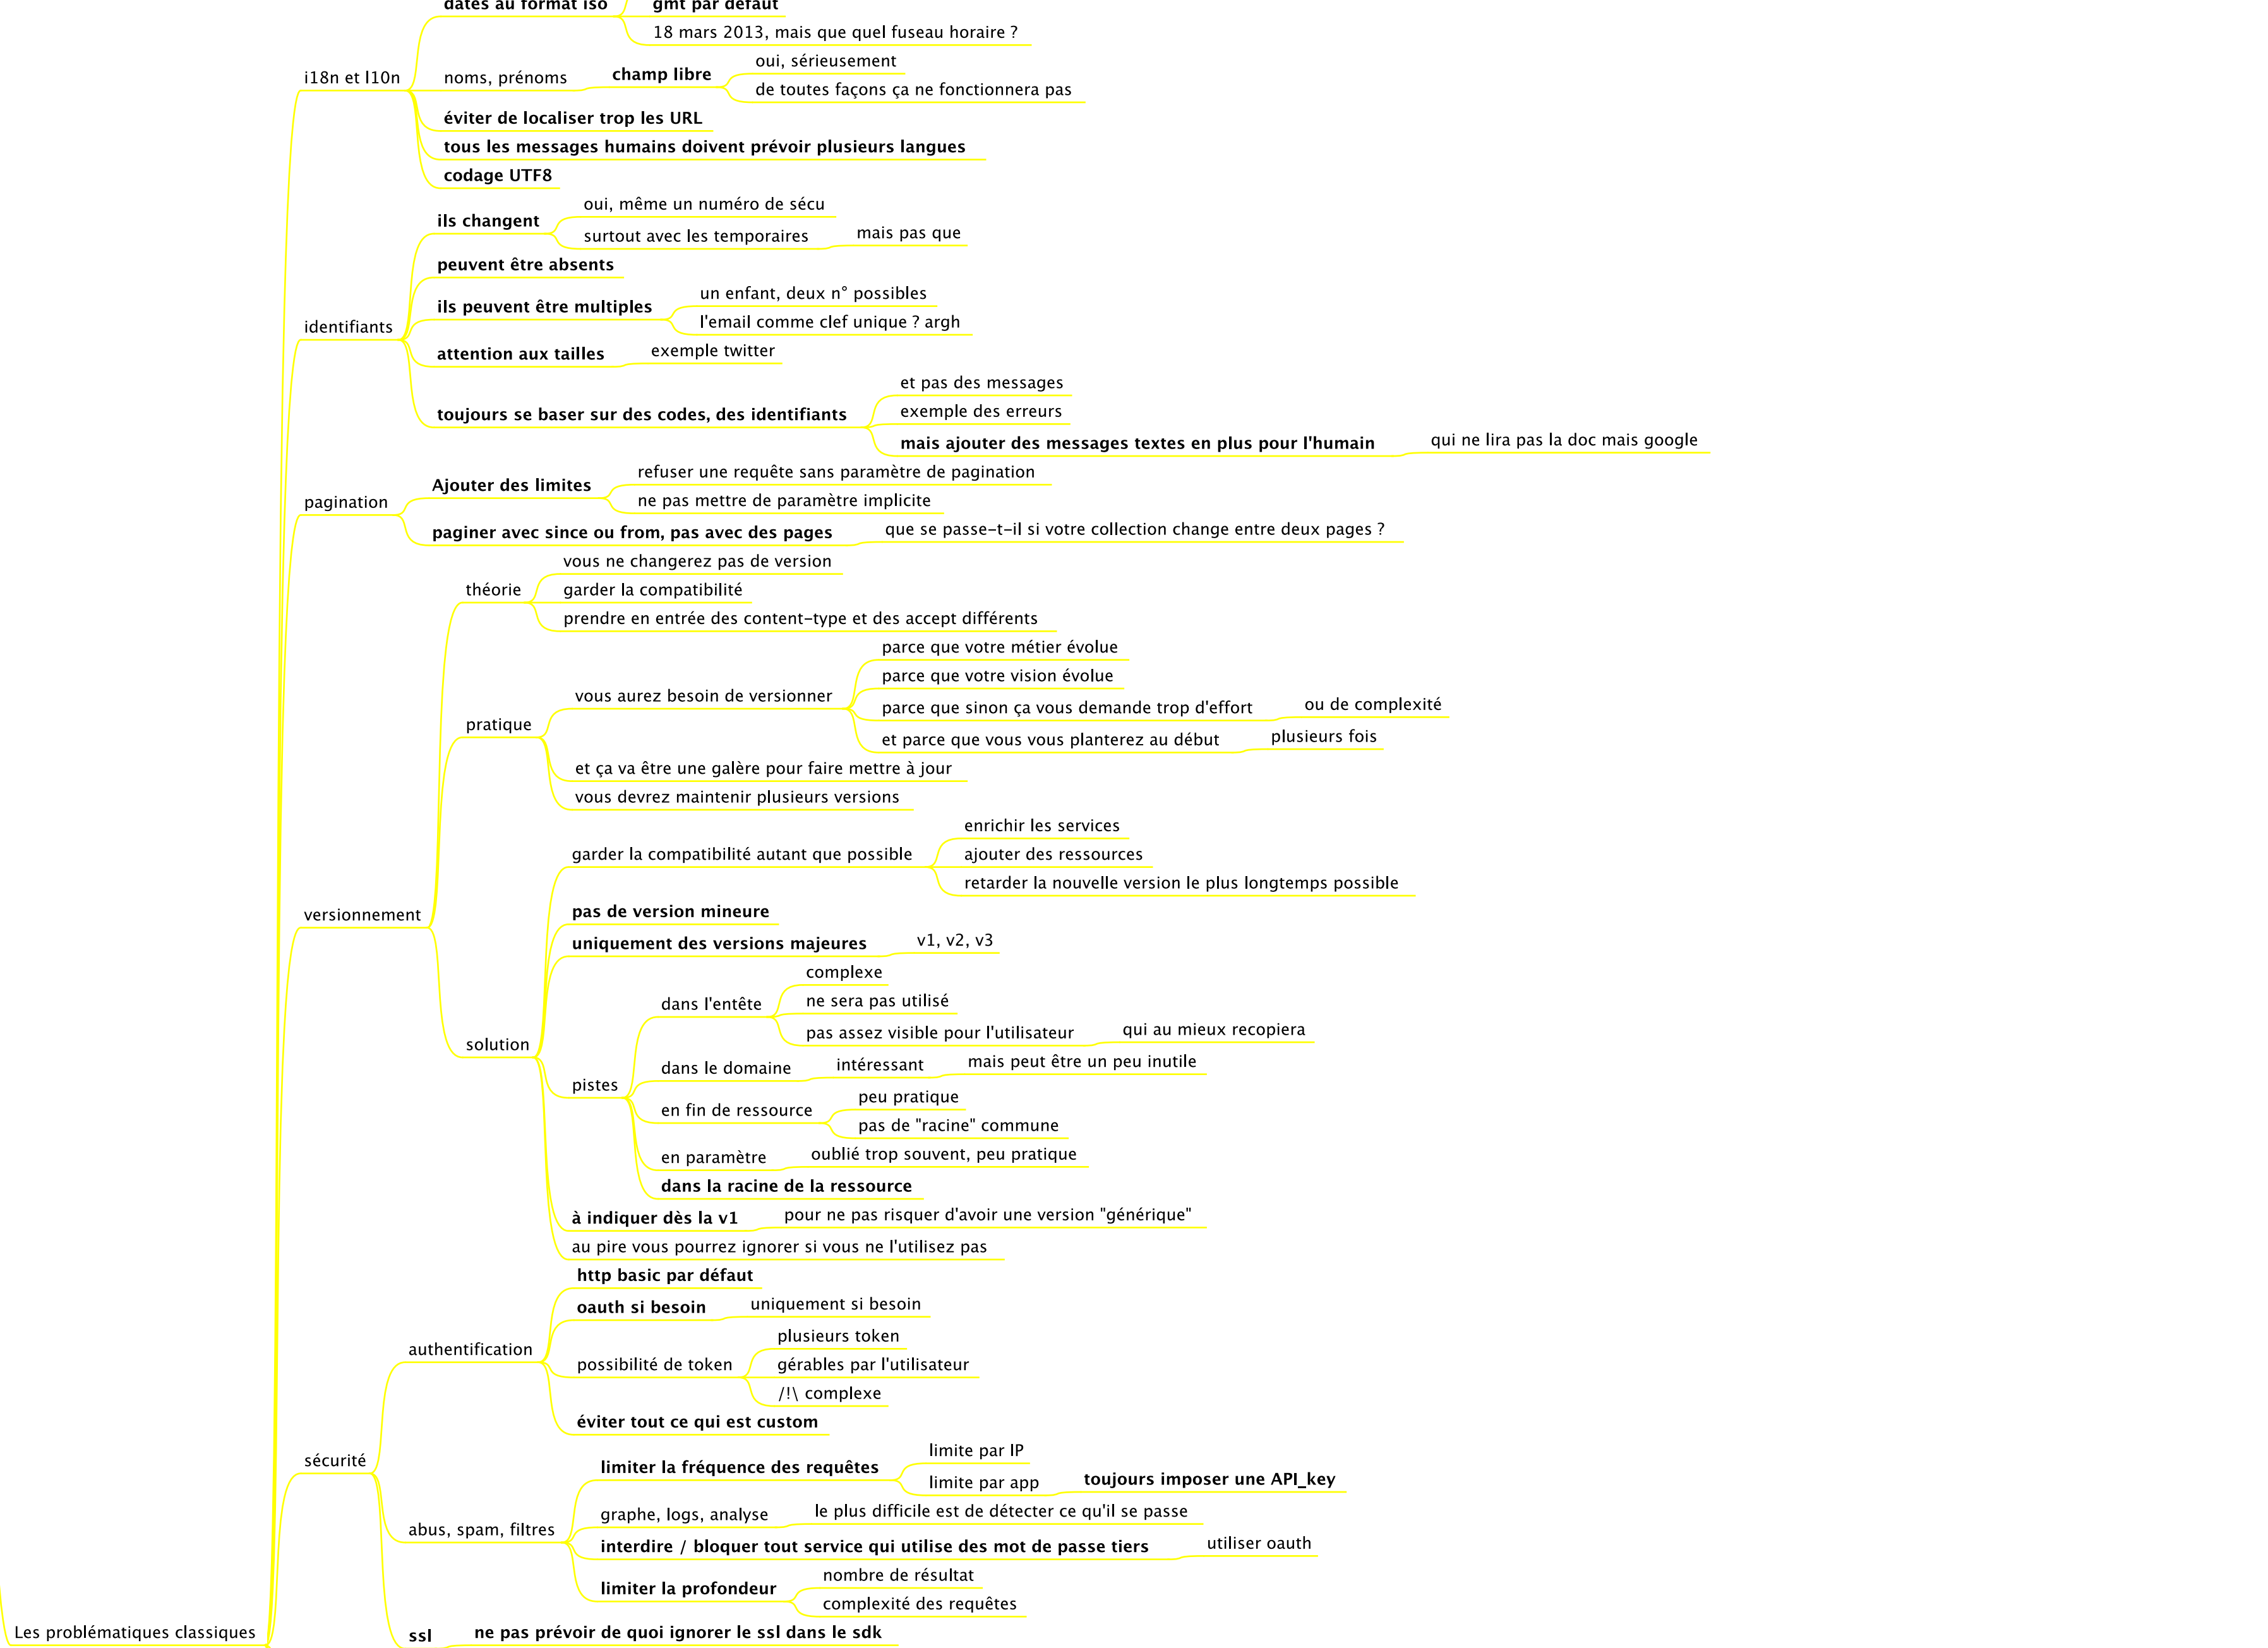 dates au format iso
gmt par défaut
18 mars 2013, mais que quel fuseau horaire ?
i18n et l10n
noms, prénoms
champ libre
oui, sérieusement
de toutes façons ça ne fonctionnera pas
éviter de localiser trop les URL
tous les messages humains doivent prévoir plusieurs langues
codage UTF8
identifiants
ils changent
oui, même un numéro de sécu
surtout avec les temporaires
mais pas que
peuvent être absents
ils peuvent être multiples
un enfant, deux n° possibles
l'email comme clef unique ? argh
attention aux tailles
exemple twitter
toujours se baser sur des codes, des identifiants
et pas des messages
exemple des erreurs
mais ajouter des messages textes en plus pour l'humain
qui ne lira pas la doc mais google
pagination
Ajouter des limites
refuser une requête sans paramètre de pagination
ne pas mettre de paramètre implicite
paginer avec since ou from, pas avec des pages
que se passe-t-il si votre collection change entre deux pages ?
versionnement
théorie
vous ne changerez pas de version
garder la compatibilité
prendre en entrée des content-type et des accept différents
pratique
vous aurez besoin de versionner
parce que votre métier évolue
parce que votre vision évolue
parce que sinon ça vous demande trop d'effort
ou de complexité
et parce que vous vous planterez au début
plusieurs fois
et ça va être une galère pour faire mettre à jour
vous devrez maintenir plusieurs versions
solution
garder la compatibilité autant que possible
enrichir les services
ajouter des ressources
retarder la nouvelle version le plus longtemps possible
pas de version mineure
uniquement des versions majeures
v1, v2, v3
pistes
dans l'entête
complexe
ne sera pas utilisé
pas assez visible pour l'utilisateur
qui au mieux recopiera
dans le domaine
intéressant
mais peut être un peu inutile
en fin de ressource
peu pratique
pas de "racine" commune
en paramètre
oublié trop souvent, peu pratique
dans la racine de la ressource
à indiquer dès la v1
pour ne pas risquer d'avoir une version "générique"
au pire vous pourrez ignorer si vous ne l'utilisez pas
sécurité
authentification
http basic par défaut
oauth si besoin
uniquement si besoin
possibilité de token
plusieurs token
gérables par l'utilisateur
/!\ complexe
éviter tout ce qui est custom
abus, spam, filtres
limiter la fréquence des requêtes
limite par IP
limite par app
toujours imposer une API_key
graphe, logs, analyse
le plus difficile est de détecter ce qu'il se passe
interdire / bloquer tout service qui utilise des mot de passe tiers
utiliser oauth
limiter la profondeur
nombre de résultat
complexité des requêtes
ssl
ne pas prévoir de quoi ignorer le ssl dans le sdk
Les problématiques classiques